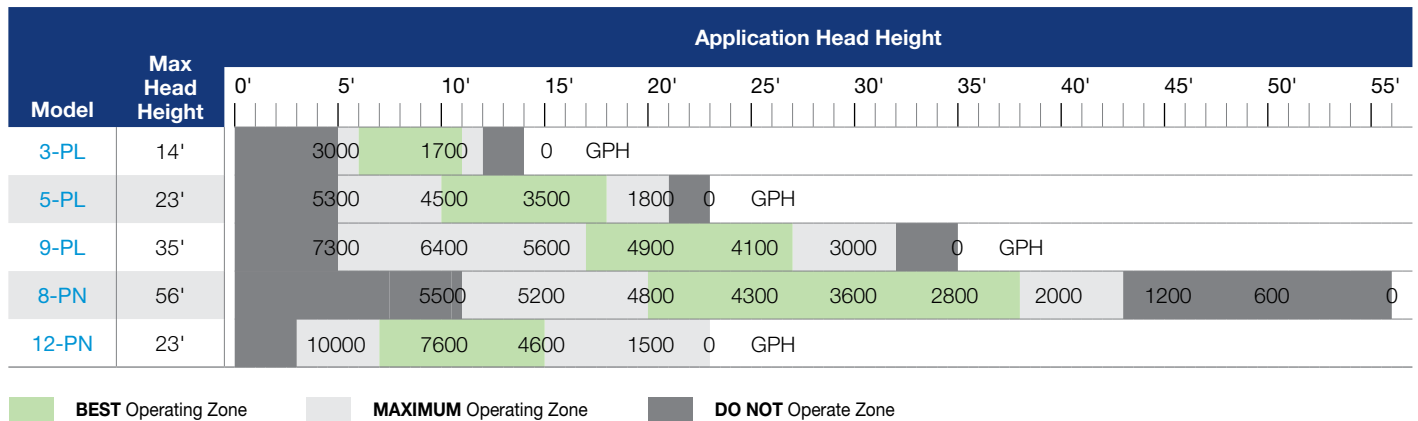 Application Head Height
Model Max Head Height 0' 5' 10' 15' 20' 25' 30' 35' 40' 45' 50' 55'
3-PL 14' 3000 1700 0 GPH
5-PL 23' 5300 4500 3500 1800 0 GPH
9-PL 35' 7300 6400 5600 4900 4100 3000 0 GPH
8-PN 56' 5500 5200 4800 4300 3600 2800 2000 1200 600 0
12-PN 23' 10000 7600 4600 1500 0 GPH
BEST Operating Zone MAXIMUM Operating Zone DO NOT Operate Zone